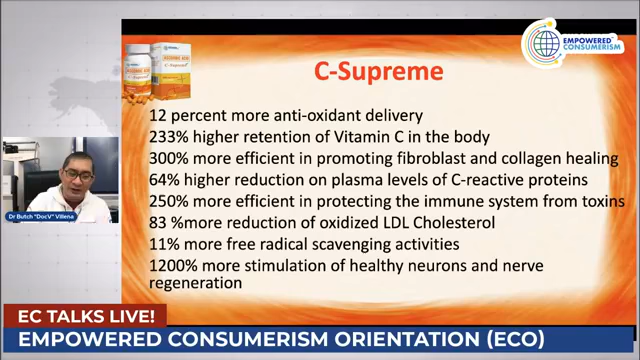 EMPOWERED
CONSUMERISM
C-Supreme
12 percent more anti-oxidant delivery
233% higher retention of Vitamin C in the body
300% more efficient in promoting fibroblast and collagen healing
64% higher reduction on plasma levels of C-reactive proteins
250% more efficient in protecting the immune system from toxins
83 %more reduction of oxidized LDL Cholesterol
11% more free radical scavenging activities
1200% more stimulation of healthy neurons and nerve
regeneration
Dr Butch "DocV" Villena
EC TALKS LIVE!
EMPOWERED CONSUMERISM ORIENTATION (ECO)